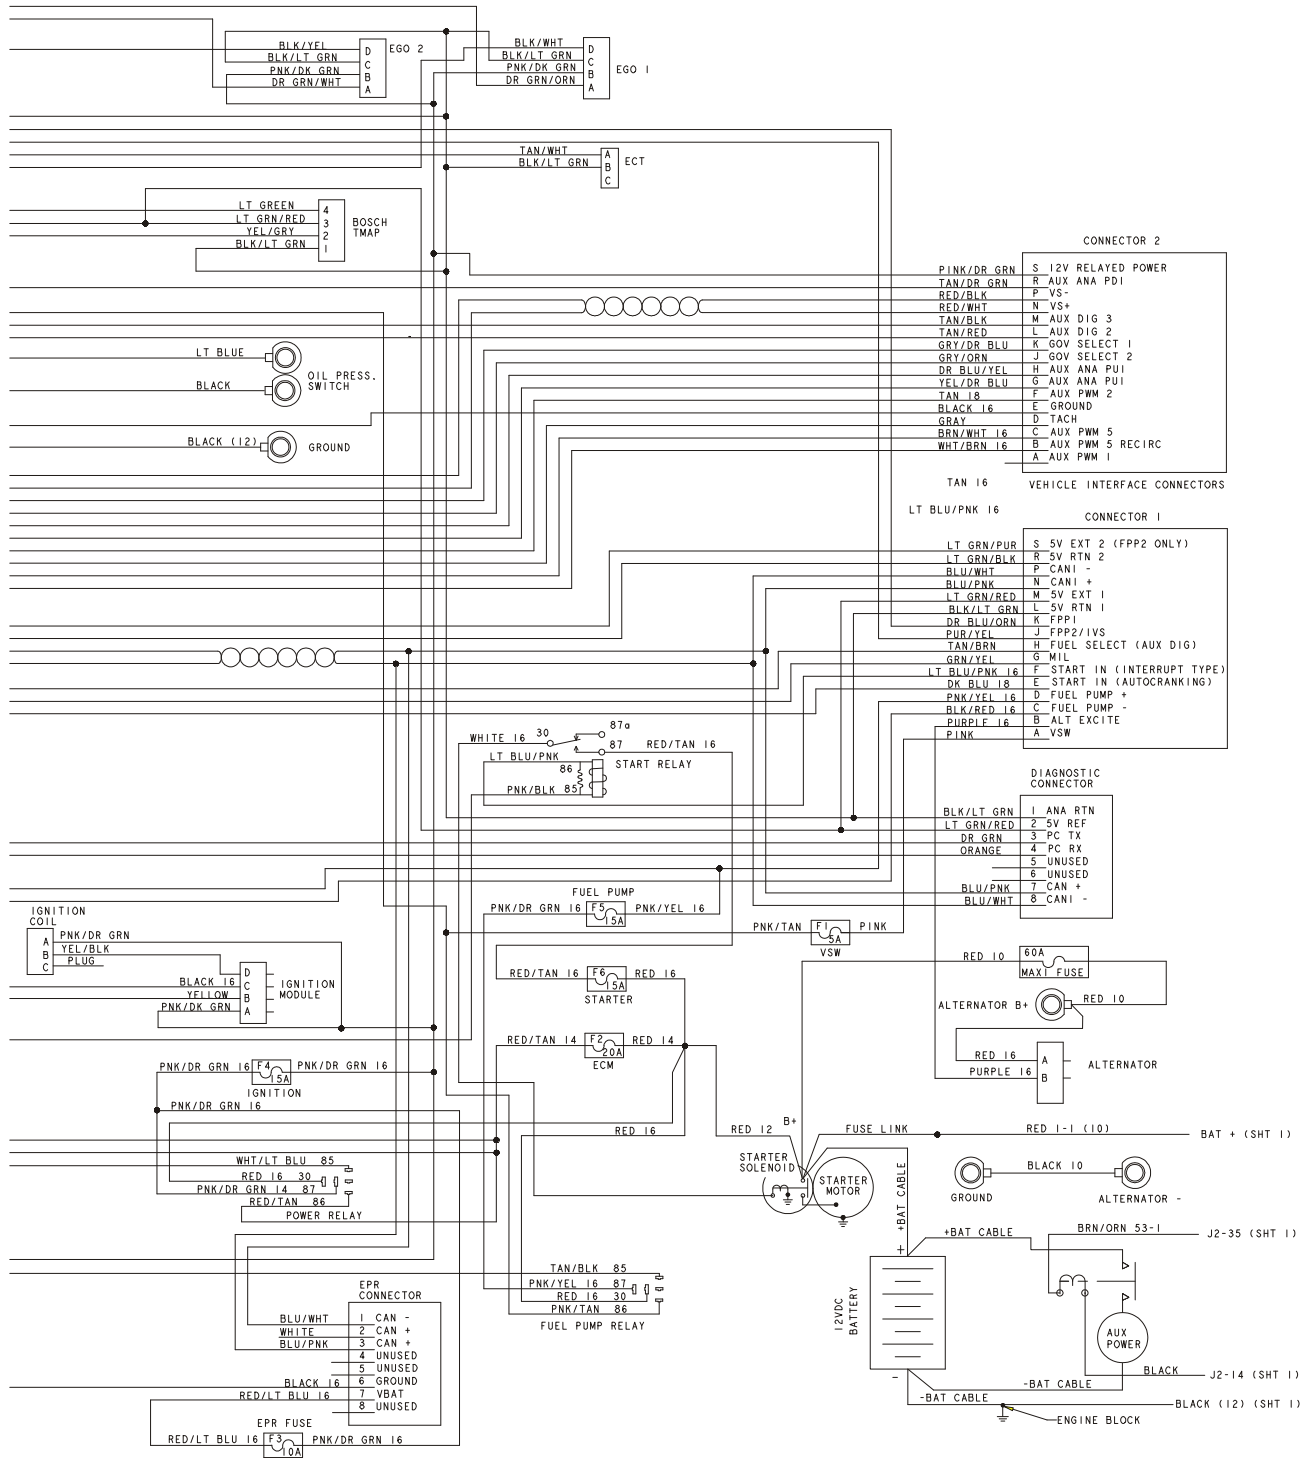 BLK/YEL D EGO 2
BLK/LT GRN C
PNK/DK GRN B
DR GRN/WHT A
BLK/WHT D
BLK/LT GRN C
PNK/DK GRN B EGO 1
DR GRN/ORN A
TAN/WHT A
BLK/LT GRN B ECT
C
LT GREEN 4
LT GRN/RED 3 BOSCH
YEL/GRY 2 TMAP
BLK/LT GRN 1
CONNECTOR 2
PINK/DR GRN S 12V RELAYED POWER
TAN/DR GRN R AUX ANA PD1
RED/BLK P VS-
RED/WHT N VS+
TAN/BLK M AUX DIG 3
TAN/RED L AUX DIG 2
GRY/DR BLU K GOV SELECT 1
GRY/ORN J GOV SELECT 2
DR BLU/YEL H AUX ANA PU1
YEL/DR BLU G AUX ANA PU1
TAN 18 F AUX PWM 2
BLACK 16 E GROUND
GRAY D TACH
BRN/WHT 16 C AUX PWM 5
WHT/BRN 16 B AUX PWM 5 RECIRC
A AUX PWM 1
TAN 16
VEHICLE INTERFACE CONNECTORS
LT BLU/PNK 16
LT BLUE
OIL PRESS.
SWITCH
BLACK
BLACK (12) GROUND
CONNECTOR 1
LT GRN/PUR S 5V EXT 2 (FPP2 ONLY)
LT GRN/BLK R 5V RTN 2
BLU/WHT P CAN1 -
BLU/PNK N CAN1 +
LT GRN/RED M 5V EXT 1
BLK/LT GRN L 5V RTN 1
DR BLU/ORN K FPP1
PUR/YEL J FPP2/IVS
TAN/BRN H FUEL SELECT (AUX DIG)
GRN/YEL G MIL
LT BLU/PNK 16 F START IN (INTERRUPT TYPE)
DK BLU 18 E START IN (AUTOCRANKING)
PNK/YEL 16 D FUEL PUMP +
BLK/RED 16 C FUEL PUMP -
PURPLE 16 B ALT EXCITE
PINK A VSW
WHITE 16 30 87a
87 RED/TAN 16
LT BLU/PNK START RELAY
86
PNK/BLK 85
DIAGNOSTIC
CONNECTOR
BLK/LT GRN 1 ANA RTN
LT GRN/RED 2 5V REF
DR GRN 3 PC TX
ORANGE 4 PC RX
5 UNUSED
6 UNUSED
BLU/PNK 7 CAN +
BLU/WHT 8 CAN1 -
FUEL PUMP
PNK/DR GRN 16 F5 15A PNK/YEL 16
PNK/TAN F1 5A PINK
VSW
IGNITION
COIL
A PNK/DR GRN
B YEL/BLK
C PLUG
D
BLACK 16 C IGNITION
YELLOW B MODULE
PNK/DK GRN A
RED/TAN 16 F6 15A RED 16
STARTER
RED 10 60A
MAXI FUSE
ALTERNATOR B+ RED 10
RED/TAN 14 F2 20A RED 14
ECM
RED 16 A ALTERNATOR
PURPLE 16 B
PNK/DR GRN 16 F4 15A PNK/DR GRN 16
IGNITION
PNK/DR GRN 16
RED 16
RED 12
B+
FUSE LINK
RED 1-1 (10) BAT + (SHT 1)
WHT/LT BLU 85
RED 16 30
PNK/DR GRN 14 87
RED/TAN 86
POWER RELAY
STARTER
SOLENOID
STARTER
MOTOR
+BAT CABLE
BLACK 10
GROUND ALTERNATOR -
+BAT CABLE
BRN/ORN 53-1 J2-35 (SHT 1)
+
12VDC
BATTERY
-
AUX
POWER
BLACK J2-14 (SHT 1)
-BAT CABLE
-BAT CABLE
BLACK (12) (SHT 1)
ENGINE BLOCK
TAN/BLK 85
PNK/YEL 16 87
RED 16 30
PNK/TAN 86
FUEL PUMP RELAY
EPR
CONNECTOR
BLU/WHT 1 CAN -
WHITE 2 CAN +
BLU/PNK 3 CAN +
4 UNUSED
5 UNUSED
BLACK 16 6 GROUND
RED/LT BLU 16 7 VBAT
8 UNUSED
EPR FUSE
RED/LT BLU 16 F3 10A PNK/DR GRN 16